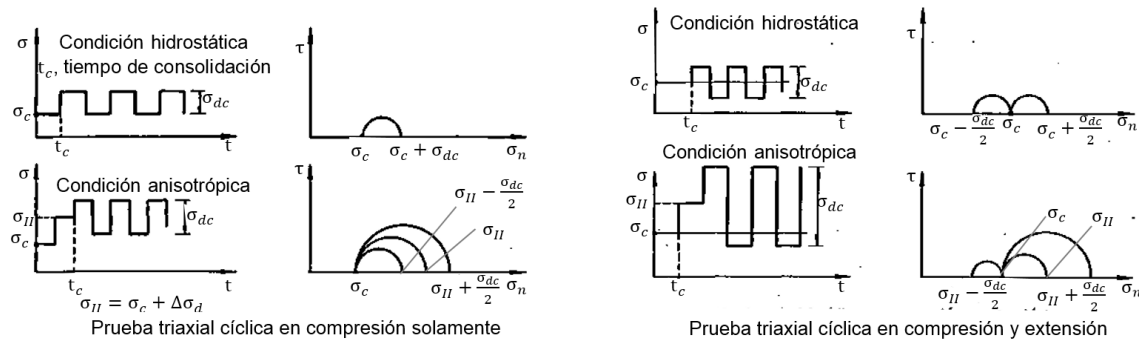 σ
Condición hidrostática
t_c, tiempo de consolidación
σ_dc
σ_c
t_c
t
τ
σ_c
σ_c + σ_dc
σ_n
σ
Condición anisotrópica
σ_II
σ_dc
σ_c
t_c
t
σ_II = σ_c + Δσ_d
τ
σ_II − σ_dc/2
σ_II
σ_c
σ_II + σ_dc/2
σ_n
Prueba triaxial cíclica en compresión solamente
σ
σ_c
σ_dc
t_c
t
Condición hidrostática
τ
σ_c − σ_dc/2
σ_c
σ_c + σ_dc/2
σ_n
Condición anisotrópica
σ
σ_II
σ_dc
σ_c
t_c
t
τ
σ_c
σ_II
σ_II − σ_dc/2
σ_II + σ_dc/2
σ_n
Prueba triaxial cíclica en compresión y extensión